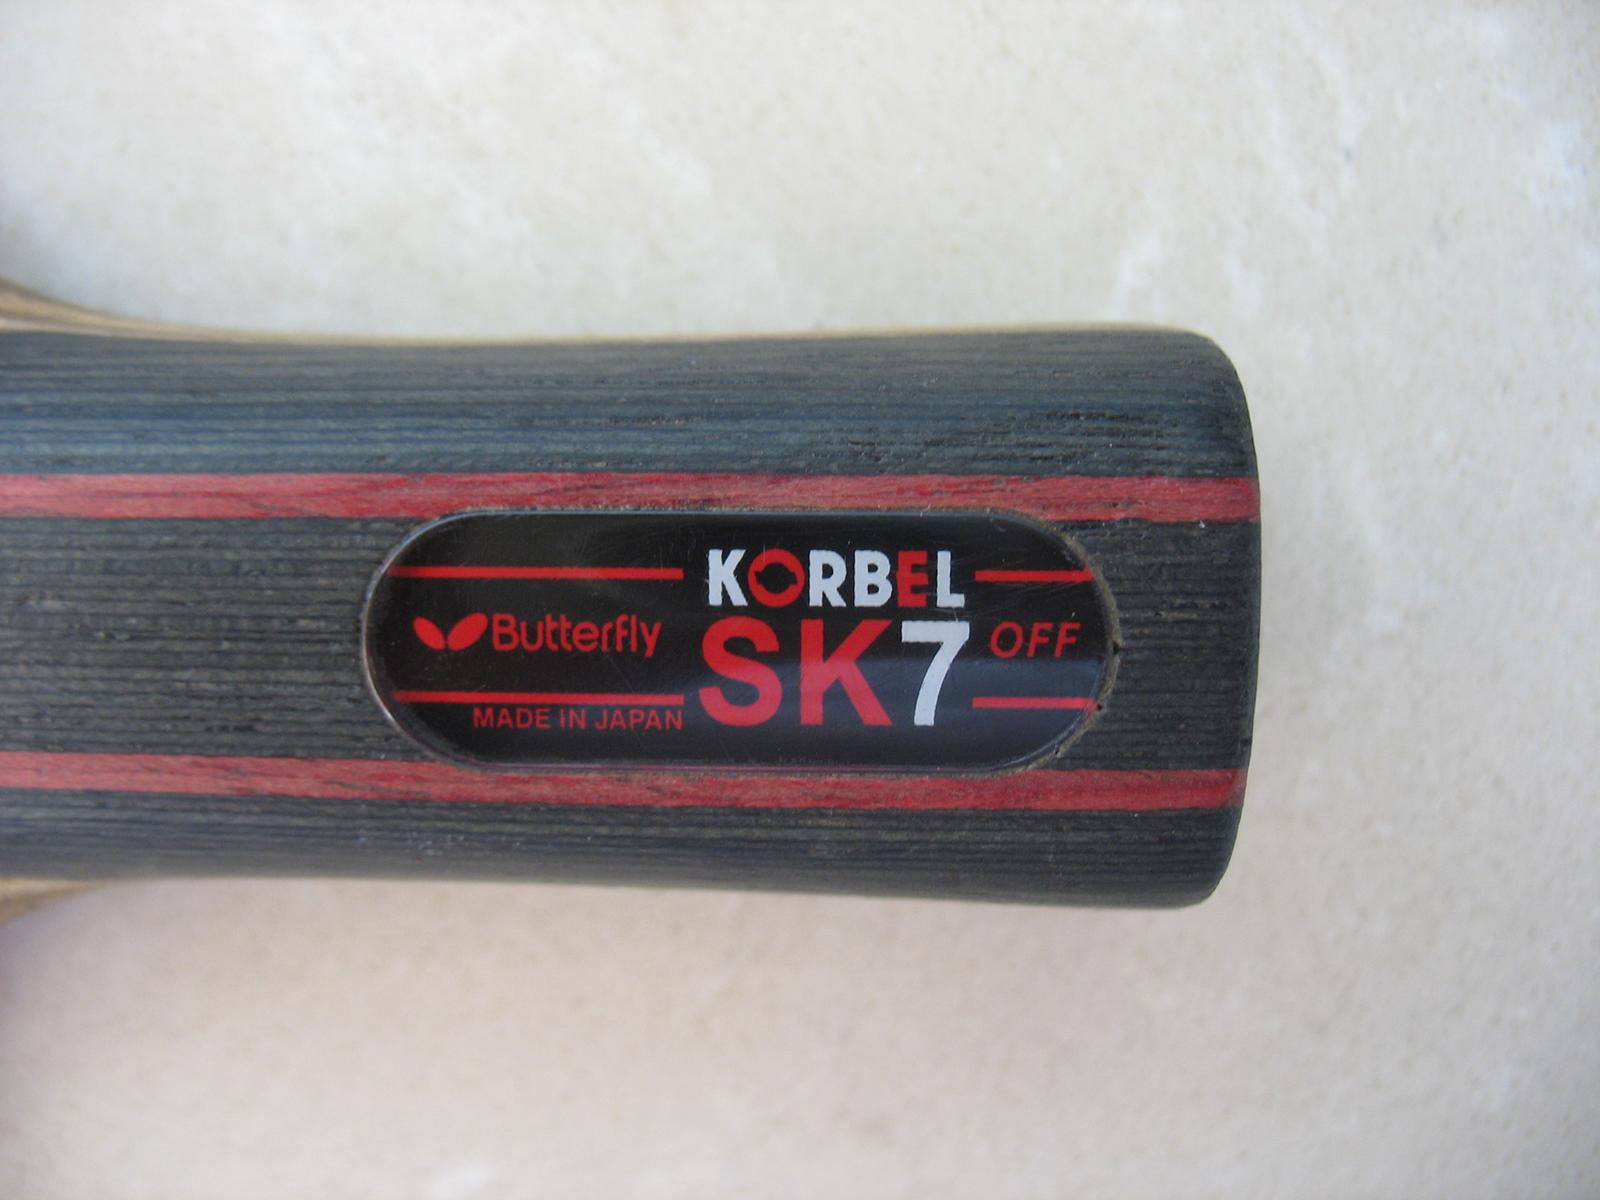 KORBEL
Butterfly SK7 OFF
MADE IN JAPAN